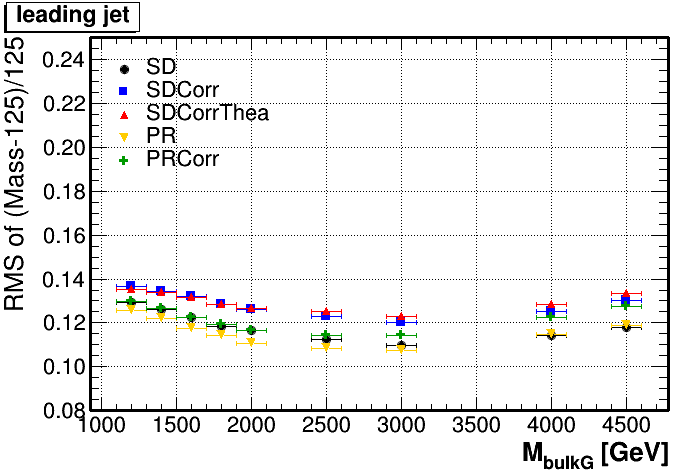 leading jet
RMS of (Mass-125)/125
0.24
0.22
0.20
0.18
0.16
0.14
0.12
0.10
0.08
SD
SDCorr
SDCorrThea
PR
PRCorr
1000 1500 2000 2500 3000 3500 4000 4500
M_bulkG [GeV]